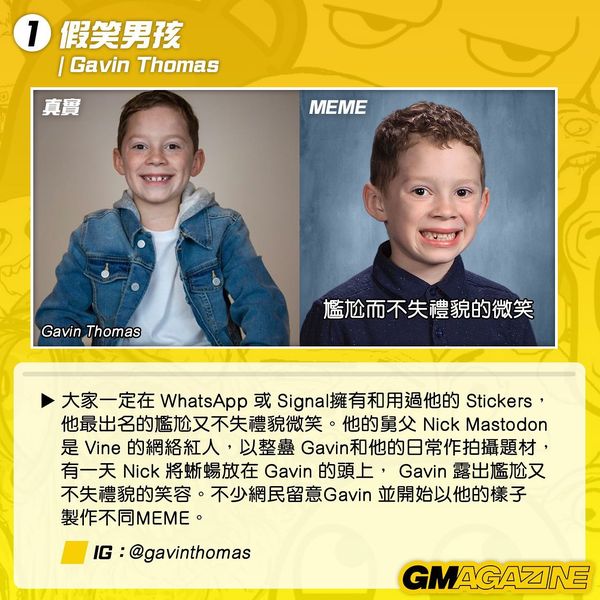 1 假笑男孩
| Gavin Thomas
真實
MEME
Gavin Thomas
尷尬而不失禮貌的微笑
▶ 大家一定在 WhatsApp 或 Signal擁有和用過他的 Stickers，
他最出名的尷尬又不失禮貌微笑。他的舅父 Nick Mastodon
是 Vine 的網絡紅人，以整蠱 Gavin和他的日常作拍攝題材，
有一天 Nick 將蜥蜴放在 Gavin 的頭上， Gavin 露出尷尬又
不失禮貌的笑容。不少網民留意Gavin 並開始以他的樣子
製作不同MEME。
IG：@gavinthomas
GMAGAZINE